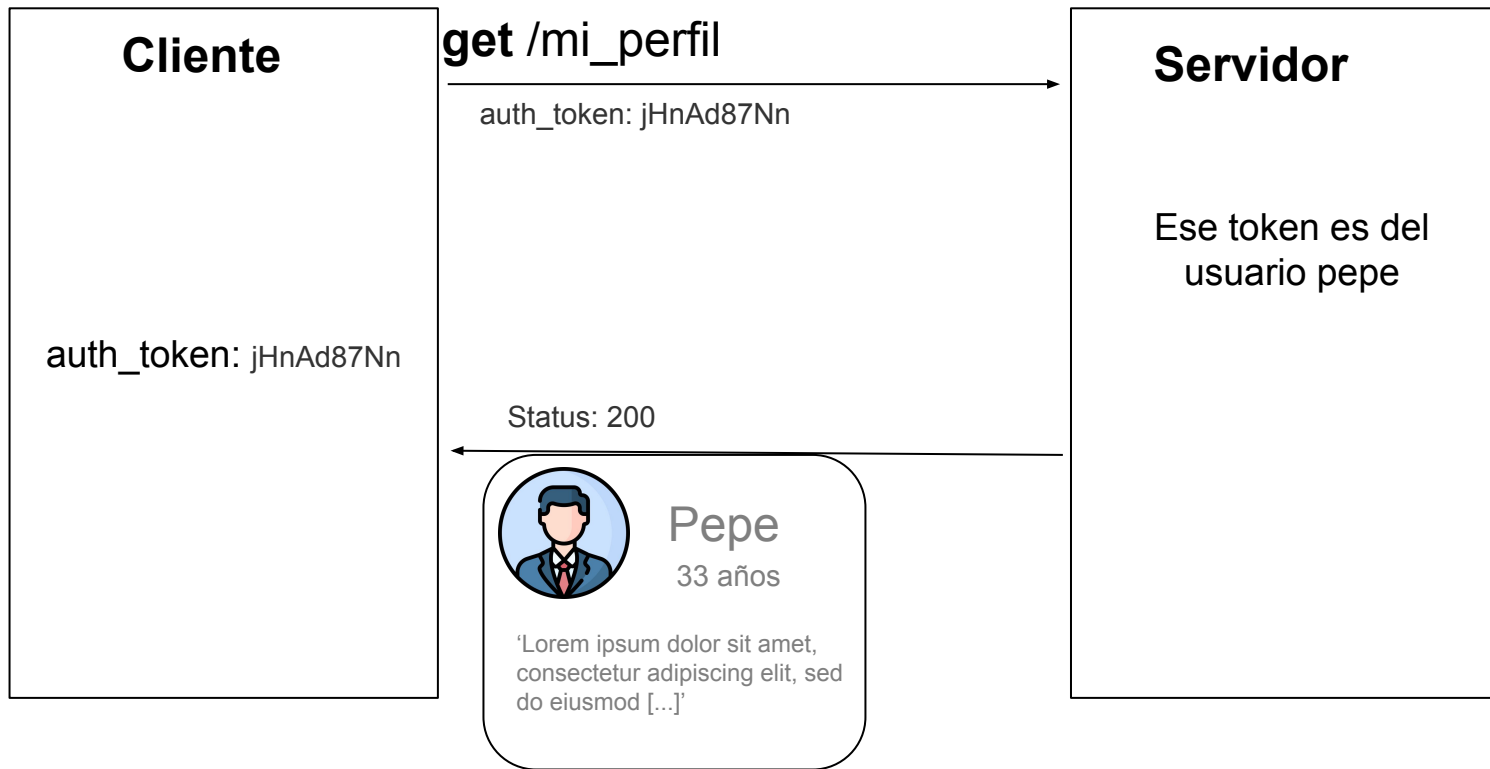 Cliente
get /mi_perfil
Servidor
auth_token: jHnAd87Nn
Ese token es del
usuario pepe
auth_token: jHnAd87Nn
Status: 200
Pepe
33 años
‘Lorem ipsum dolor sit amet,
consectetur adipiscing elit, sed
do eiusmod [...]’